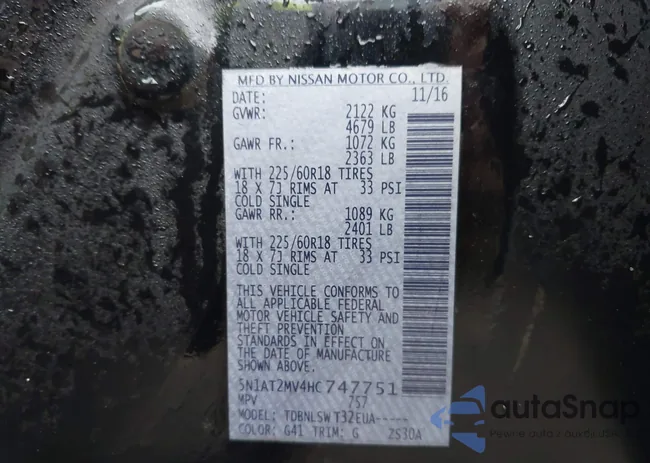 MFD BY NISSAN MOTOR CO., LTD.
DATE: 11/16
GVWR: 2122 KG
4679 LB
GAWR FR.: 1072 KG
2363 LB
WITH 225/60R18 TIRES
18 X 7J RIMS AT 33 PSI
COLD SINGLE
GAWR RR.: 1089 KG
2401 LB
WITH 225/60R18 TIRES
18 X 7J RIMS AT 33 PSI
COLD SINGLE
THIS VEHICLE CONFORMS TO
ALL APPLICABLE FEDERAL
MOTOR VEHICLE SAFETY AND
THEFT PREVENTION
STANDARDS IN EFFECT ON
THE DATE OF MANUFACTURE
SHOWN ABOVE.
5N1AT2MV4HC747751
MPV 757
MODEL: TDBNLSWT32EUA-----
COLOR: G41 TRIM: G 2S30A
autaSnap
Pewne auta z